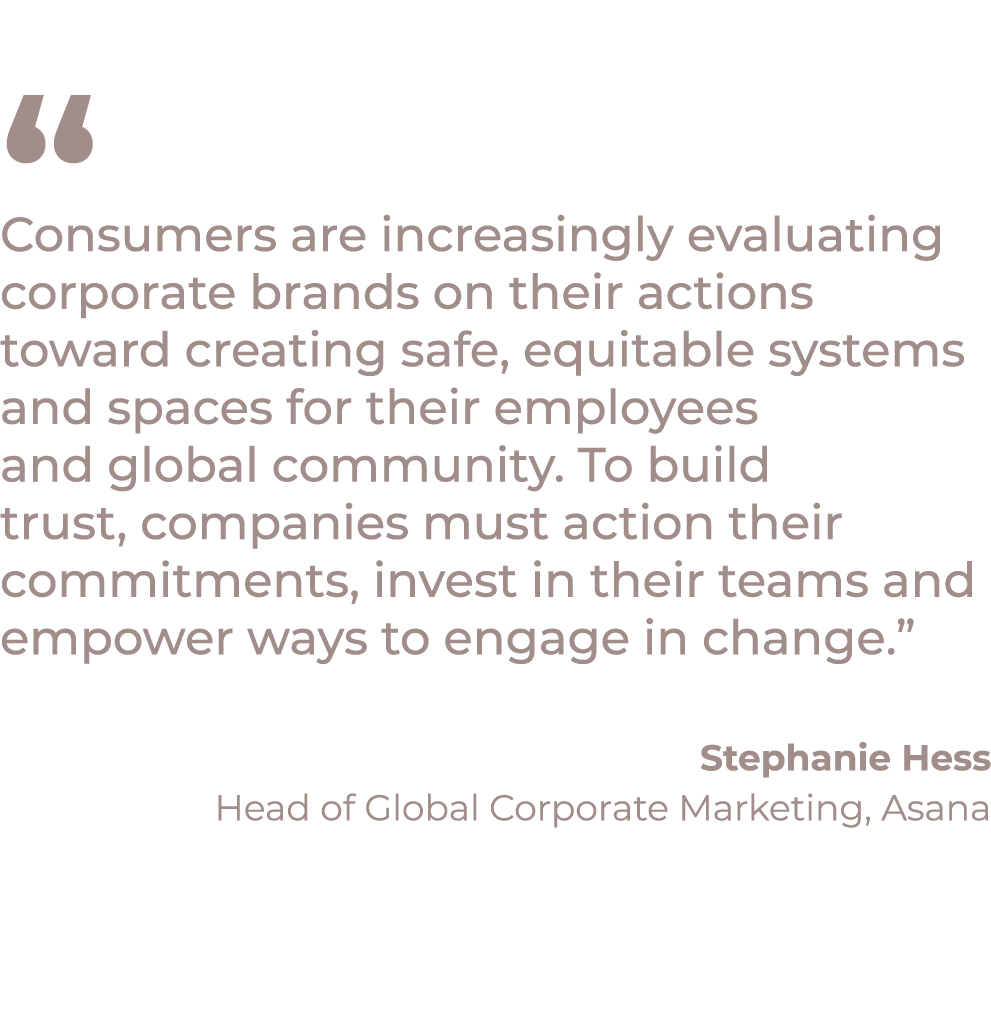 “
Consumers are increasingly evaluating
corporate brands on their actions
toward creating safe, equitable systems
and spaces for their employees
and global community. To build
trust, companies must action their
commitments, invest in their teams and
empower ways to engage in change.”
Stephanie Hess
Head of Global Corporate Marketing, Asana